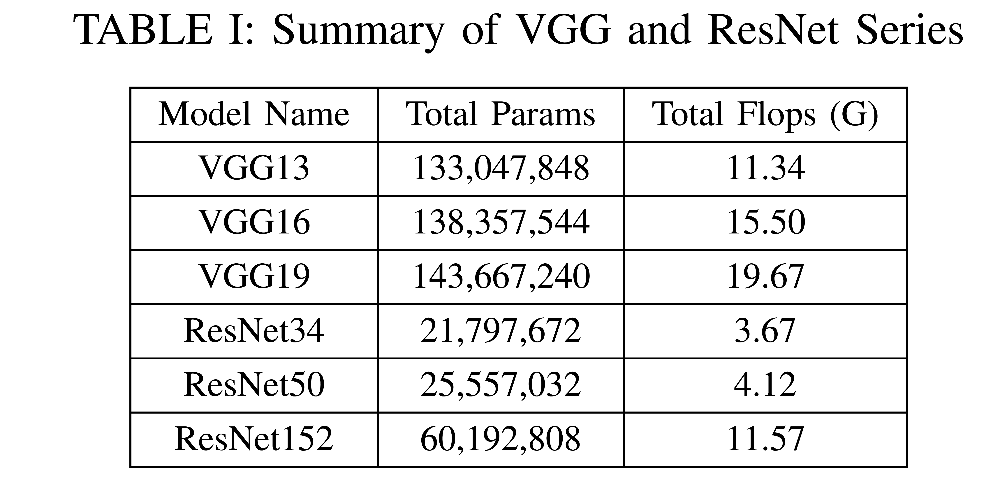 TABLE I: Summary of VGG and ResNet Series
Model Name Total Params Total Flops (G)
VGG13 133,047,848 11.34
VGG16 138,357,544 15.50
VGG19 143,667,240 19.67
ResNet34 21,797,672 3.67
ResNet50 25,557,032 4.12
ResNet152 60,192,808 11.57